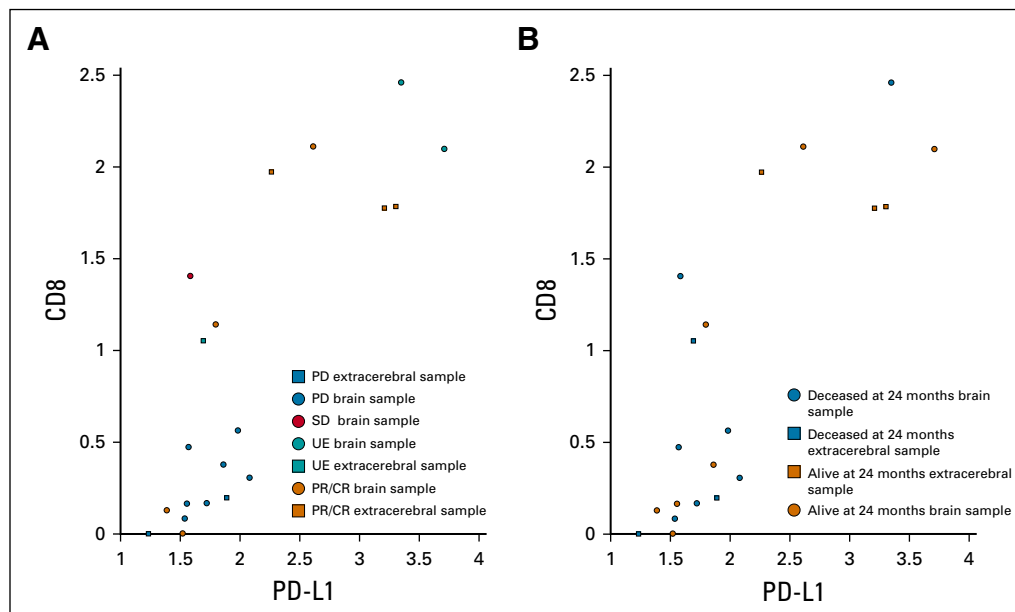 A
B
2.5
2
1.5
1
0.5
0
CD8
1
1.5
2
2.5
3
3.5
4
PD-L1
PD extracerebral sample
PD brain sample
SD brain sample
UE brain sample
UE extracerebral sample
PR/CR brain sample
PR/CR extracerebral sample
2.5
2
1.5
1
0.5
0
CD8
1
1.5
2
2.5
3
3.5
4
PD-L1
Deceased at 24 months brain
sample
Deceased at 24 months
extracerebral sample
Alive at 24 months extracerebral
sample
Alive at 24 months brain sample